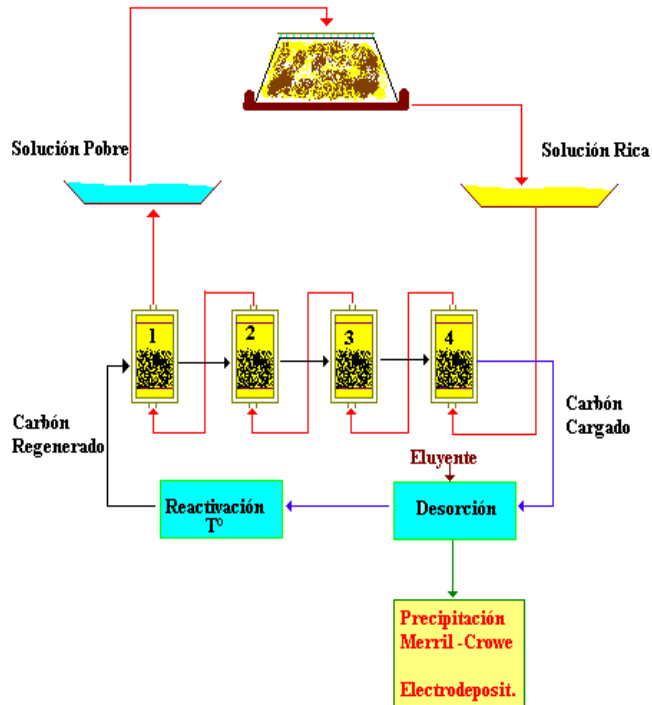 Solución Pobre
Solución Rica
1
2
3
4
Carbón
Regenerado
Carbón
Cargado
Eluyente
Reactivación
Tº
Desorción
Precipitación
Merril -Crowe
Electrodeposit.